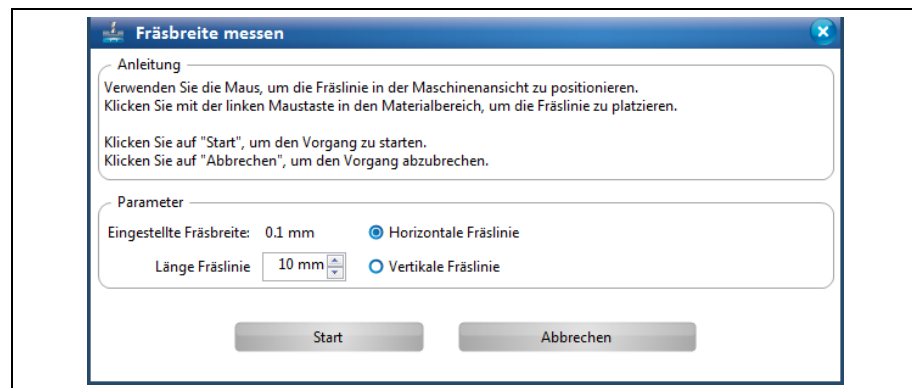 Fräsbreite messen
Anleitung
Verwenden Sie die Maus, um die Fräslinie in der Maschinenansicht zu positionieren.
Klicken Sie mit der linken Maustaste in den Materialbereich, um die Fräslinie zu platzieren.
Klicken Sie auf "Start", um den Vorgang zu starten.
Klicken Sie auf "Abbrechen", um den Vorgang abzubrechen.
Parameter
Eingestellte Fräsbreite: 0.1 mm Horizontale Fräslinie
Länge Fräslinie 10 mm Vertikale Fräslinie
Start Abbrechen